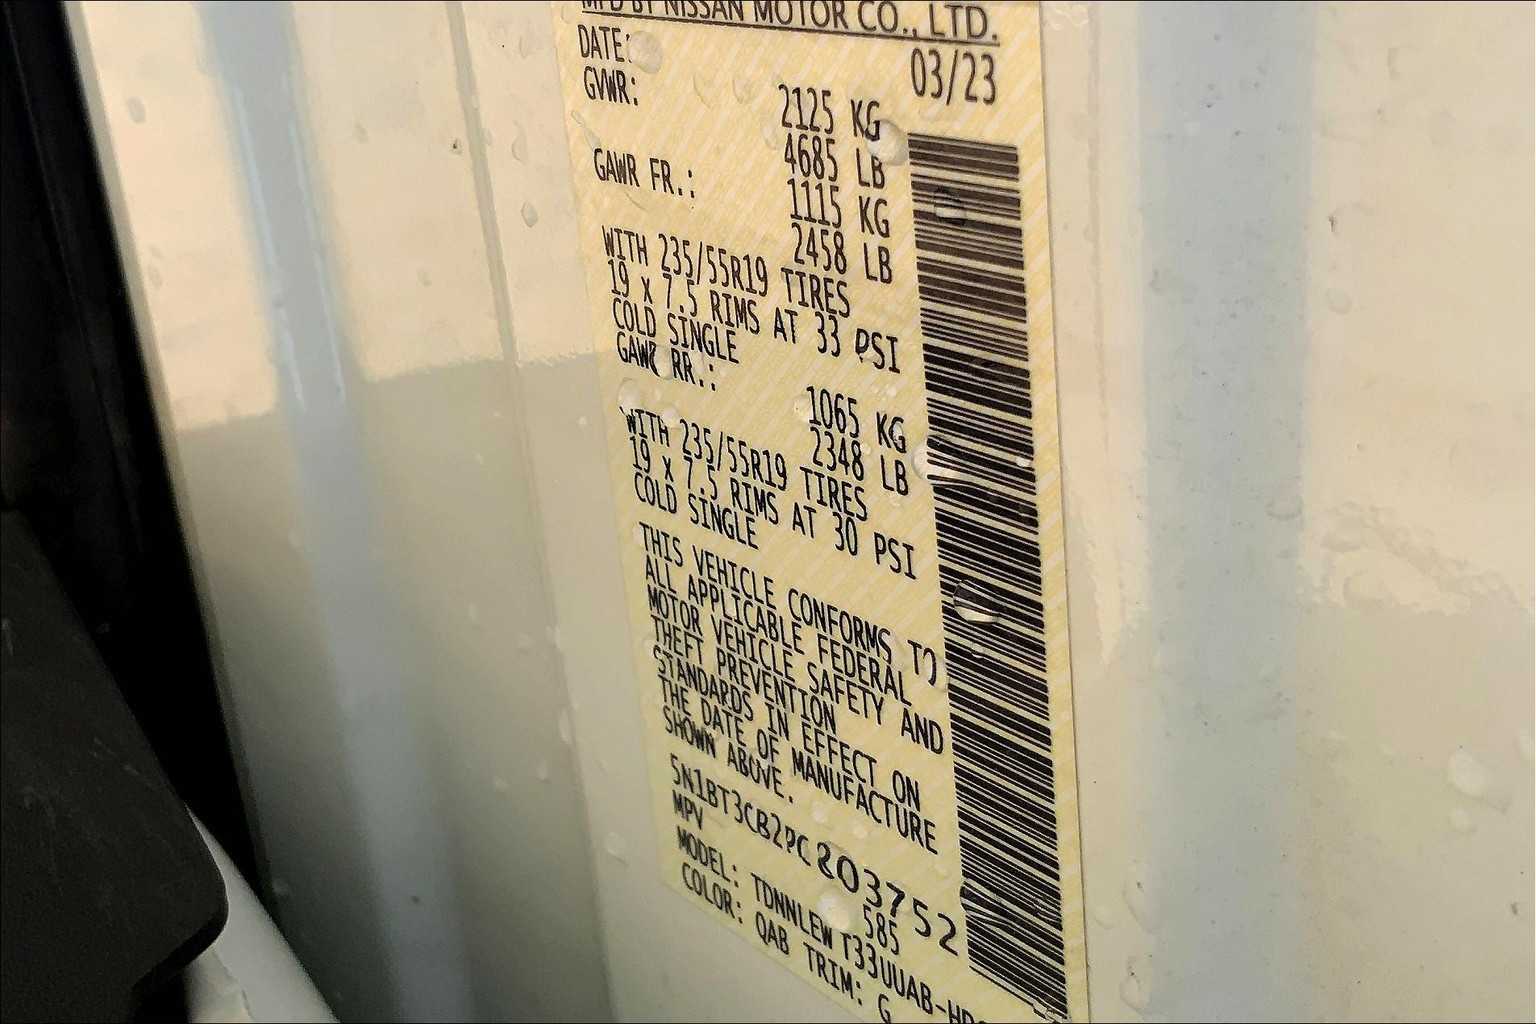 MFD BY NISSAN MOTOR CO., LTD.
DATE: 03/23
GVWR: 2125 KG
4685 LB
GAWR FR.: 1115 KG
2458 LB
WITH 235/55R19 TIRES
19 x 7.5 RIMS AT 33 PSI
COLD SINGLE
GAWR RR.: 1065 KG
2348 LB
WITH 235/55R19 TIRES
19 x 7.5 RIMS AT 30 PSI
COLD SINGLE
THIS VEHICLE CONFORMS TO
ALL APPLICABLE FEDERAL
MOTOR VEHICLE SAFETY AND
THEFT PREVENTION
STANDARDS IN EFFECT ON
THE DATE OF MANUFACTURE
SHOWN ABOVE.
5N1BT3CB2PC803752
MPV 585
MODEL: TDNNLEWT33UUAB-HD
COLOR: QAB TRIM: G